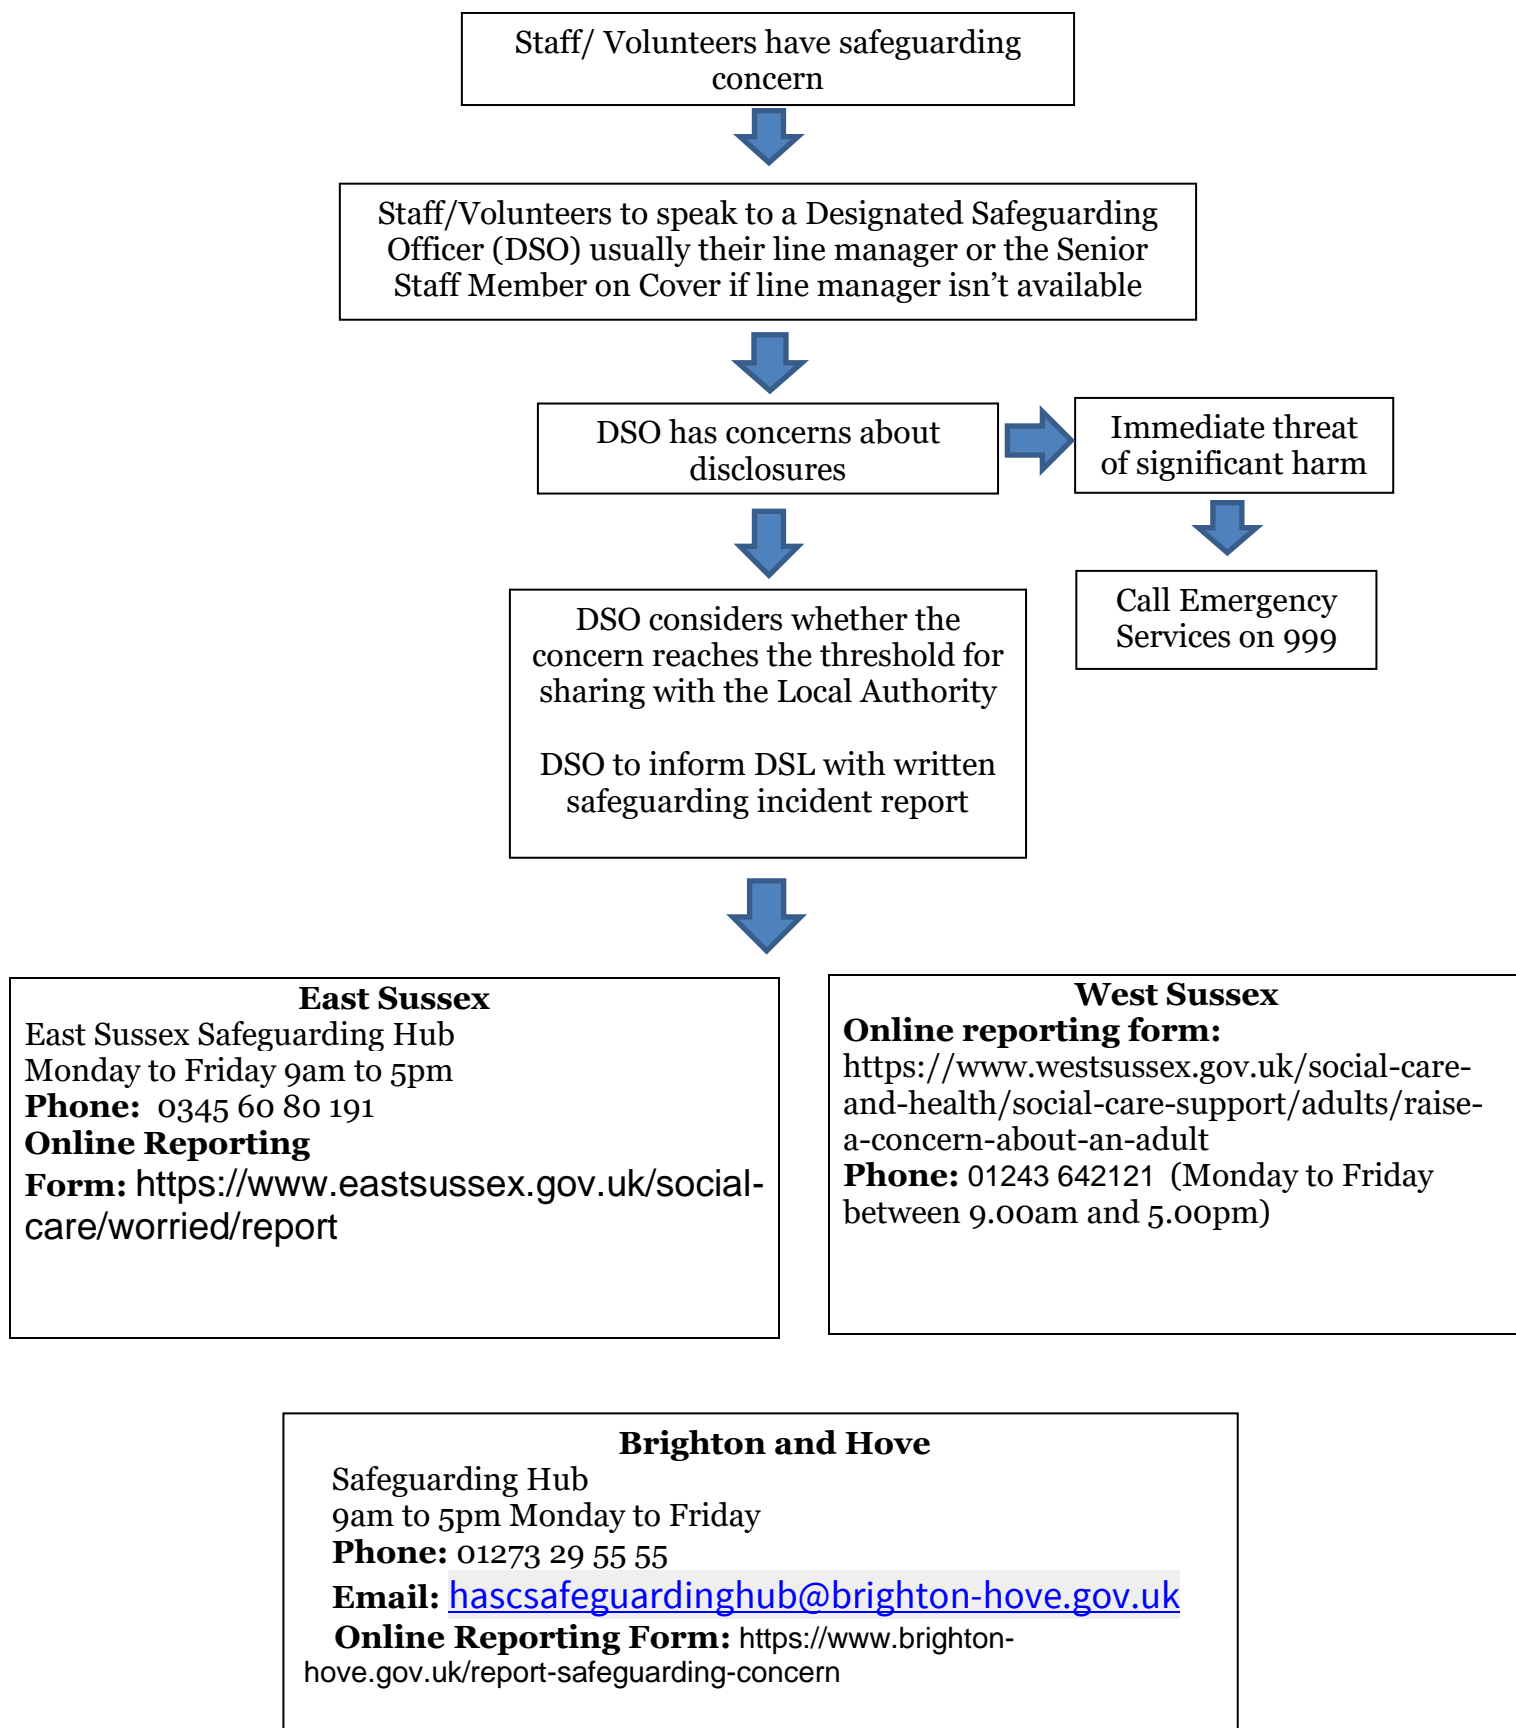 Staff/ Volunteers have safeguarding
concern
Staff/Volunteers to speak to a Designated Safeguarding
Officer (DSO) usually their line manager or the Senior
Staff Member on Cover if line manager isn’t available
DSO has concerns about
disclosures
Immediate threat
of significant harm
Call Emergency
Services on 999
DSO considers whether the
concern reaches the threshold for
sharing with the Local Authority
DSO to inform DSL with written
safeguarding incident report
East Sussex
East Sussex Safeguarding Hub
Monday to Friday 9am to 5pm
Phone: 0345 60 80 191
Online Reporting
Form: https://www.eastsussex.gov.uk/social-
care/worried/report
West Sussex
Online reporting form:
https://www.westsussex.gov.uk/social-care-
and-health/social-care-support/adults/raise-
a-concern-about-an-adult
Phone: 01243 642121 (Monday to Friday
between 9.00am and 5.00pm)
Brighton and Hove
Safeguarding Hub
9am to 5pm Monday to Friday
Phone: 01273 29 55 55
Email: hascsafeguardinghub@brighton-hove.gov.uk
Online Reporting Form: https://www.brighton-
hove.gov.uk/report-safeguarding-concern